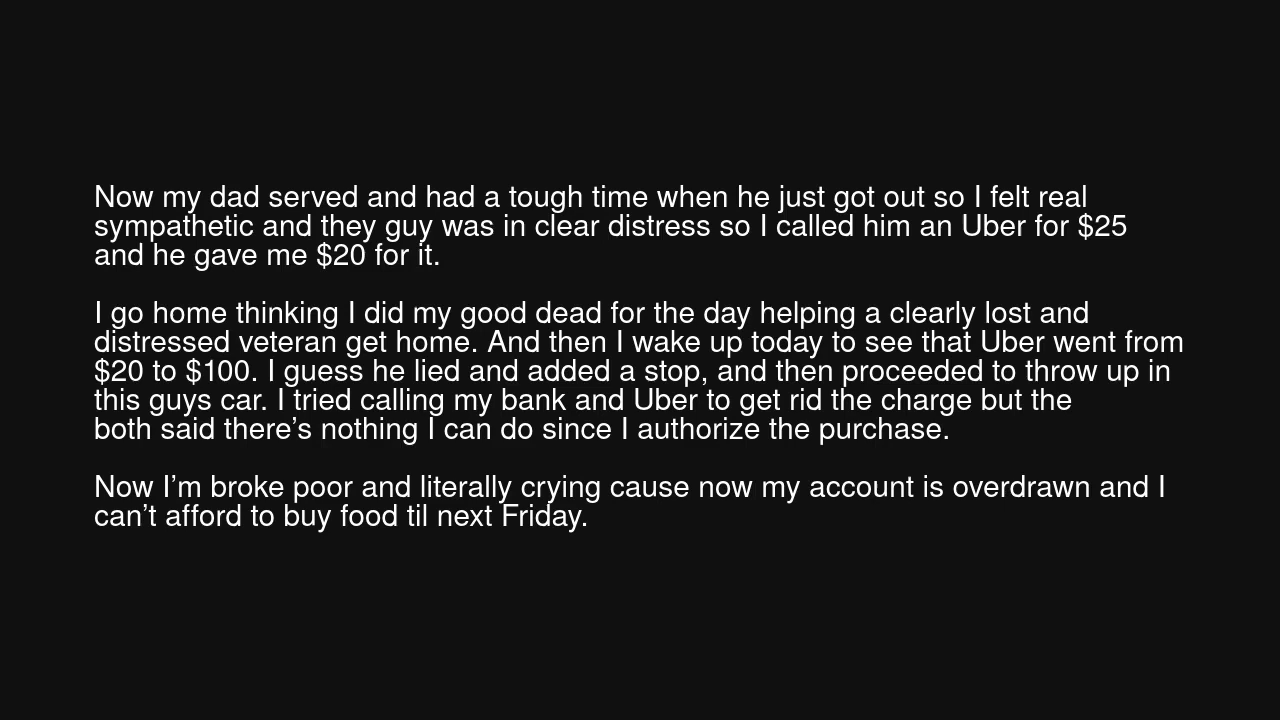 Now my dad served and had a tough time when he just got out so I felt real
sympathetic and they guy was in clear distress so I called him an Uber for $25
and he gave me $20 for it.
I go home thinking I did my good dead for the day helping a clearly lost and
distressed veteran get home. And then I wake up today to see that Uber went from
$20 to $100. I guess he lied and added a stop, and then proceeded to throw up in
this guys car. I tried calling my bank and Uber to get rid the charge but the
both said there’s nothing I can do since I authorize the purchase.
Now I’m broke poor and literally crying cause now my account is overdrawn and I
can’t afford to buy food til next Friday.